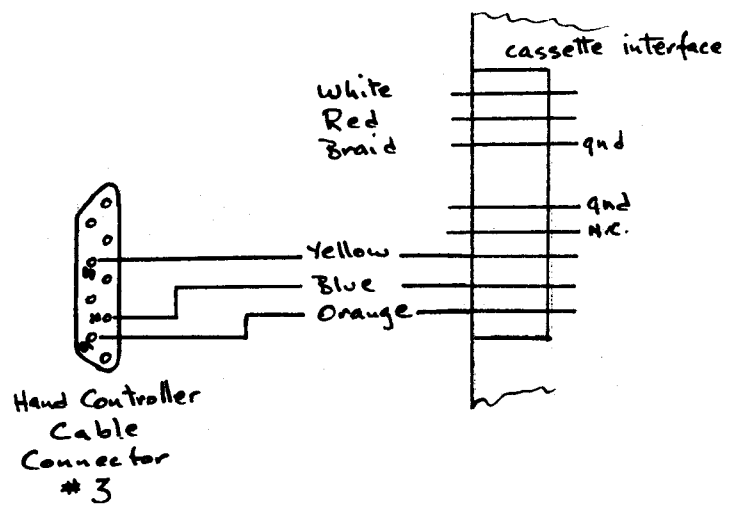 cassette interface
White
Red
Braid
gnd
gnd
N.C.
Yellow
Blue
Orange
Hand Controller
Cable
Connector
#3